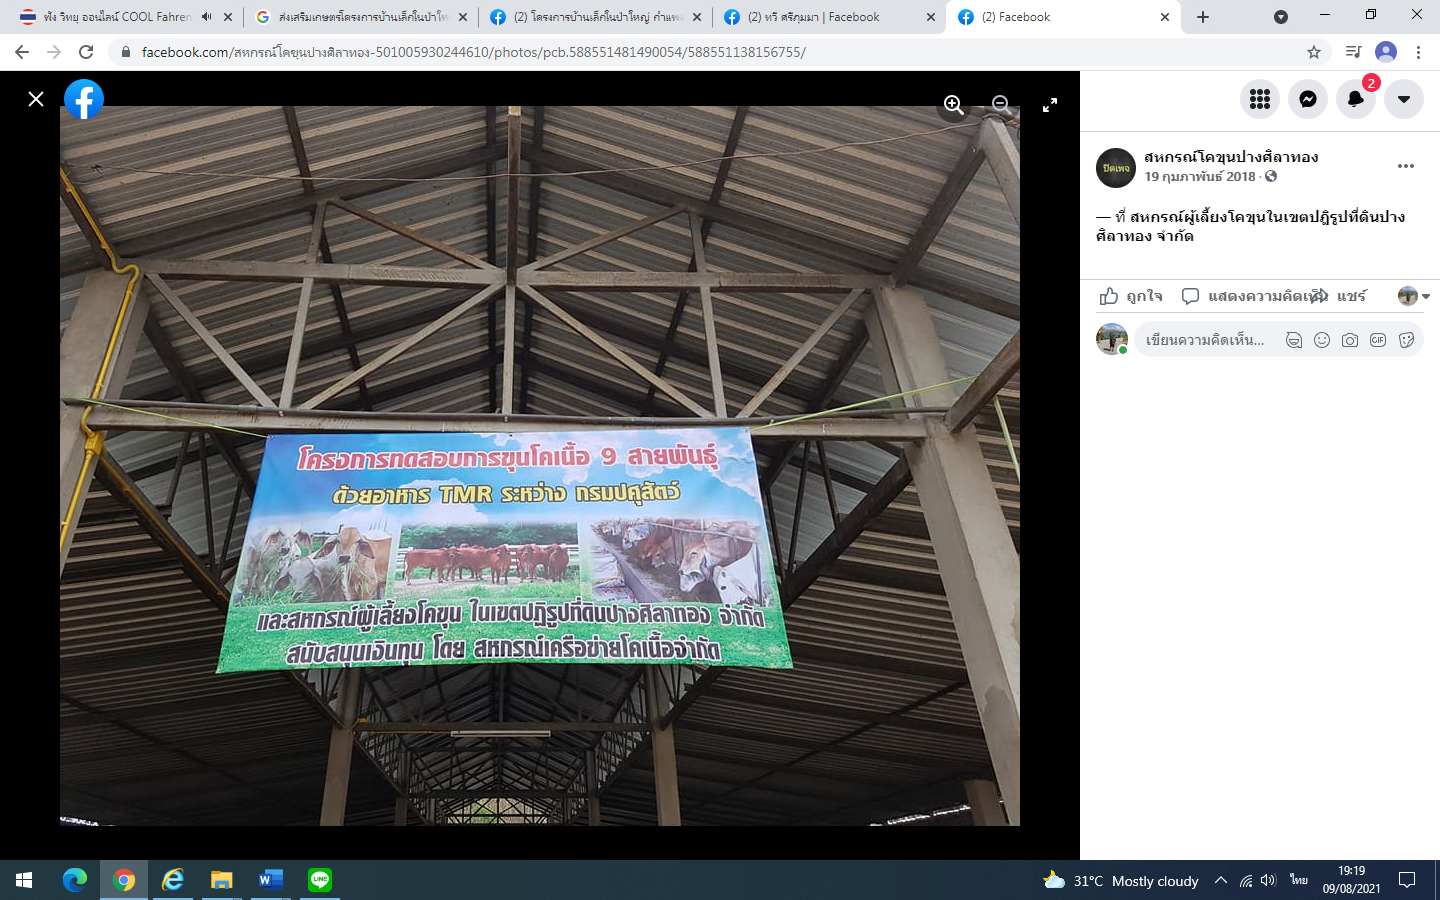 ฟัง วิทยุ ออนไลน์ COOL Fahren
ส่งเสริมเกษตรโครงการบ้านเล็กในป่าให
(2) โครงการบ้านเล็กในป่าใหญ่ กำแพง
(2) ทวี ศรีภุมมา | Facebook
(2) Facebook
facebook.com/สหกรณ์โคขุนปางศิลาทอง-501005930244610/photos/pcb.588551481490054/588551138156755/
2
โครงการทดสอบการขุนโคเนื้อ 9 สายพันธุ์
ด้วยอาหาร TMR ระหว่าง กรมปศุสัตว์
และสหกรณ์ผู้เลี้ยงโคขุน ในเขตปฏิรูปที่ดินปางศิลาทอง จำกัด
สนับสนุนเงินทุน โดย สหกรณ์เครือข่ายโคเนื้อจำกัด
ปิดเพจ
สหกรณ์โคขุนปางศิลาทอง
19 กุมภาพันธ์ 2018 ·
— ที่ สหกรณ์ผู้เลี้ยงโคขุนในเขตปฏิรูปที่ดินปาง
ศิลาทอง จำกัด
ถูกใจ แสดงความคิดเห็น แชร์
เขียนความคิดเห็น...
GIF
31°C Mostly cloudy
ไทย
19:19
09/08/2021